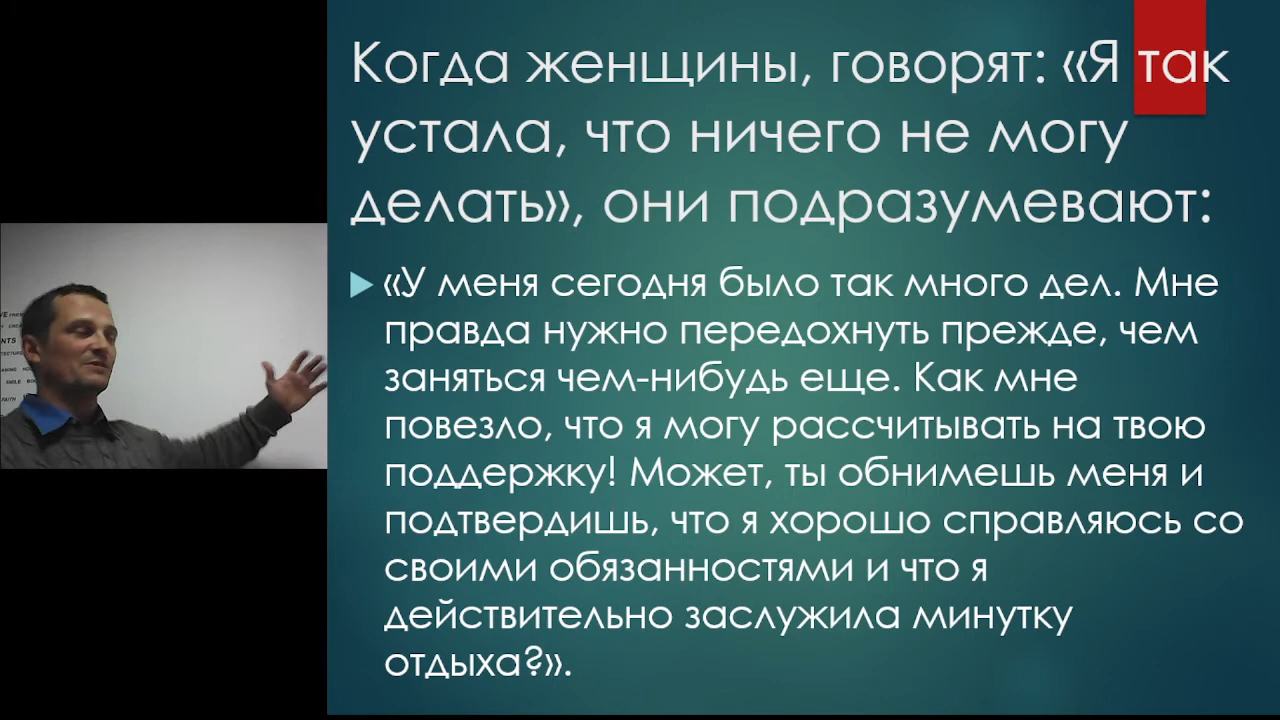 Когда женщины, говорят: «Я так
устала, что ничего не могу
делать», они подразумевают:
«У меня сегодня было так много дел. Мне
правда нужно передохнуть прежде, чем
заняться чем-нибудь еще. Как мне
повезло, что я могу рассчитывать на твою
поддержку! Может, ты обнимешь меня и
подтвердишь, что я хорошо справляюсь со
своими обязанностями и что я
действительно заслужила минутку
отдыха?».